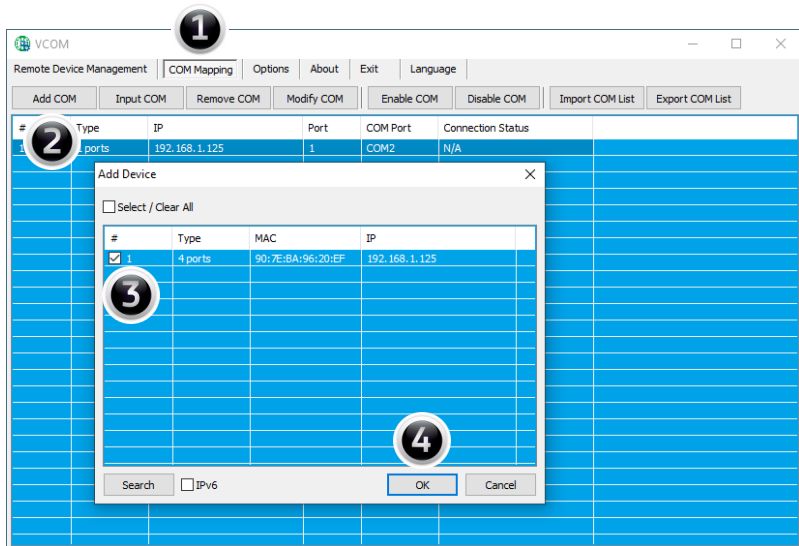 1
VCOM
Remote Device Management COM Mapping Options About Exit Language
Add COM Input COM Remove COM Modify COM Enable COM Disable COM Import COM List Export COM List
# Type IP Port COM Port Connection Status
2
1 ports 192.168.1.125 1 COM2 N/A
Add Device
Select / Clear All
# Type MAC IP
1 4 ports 90:7E:BA:96:20:EF 192.168.1.125
3
4
Search IPv6 OK Cancel